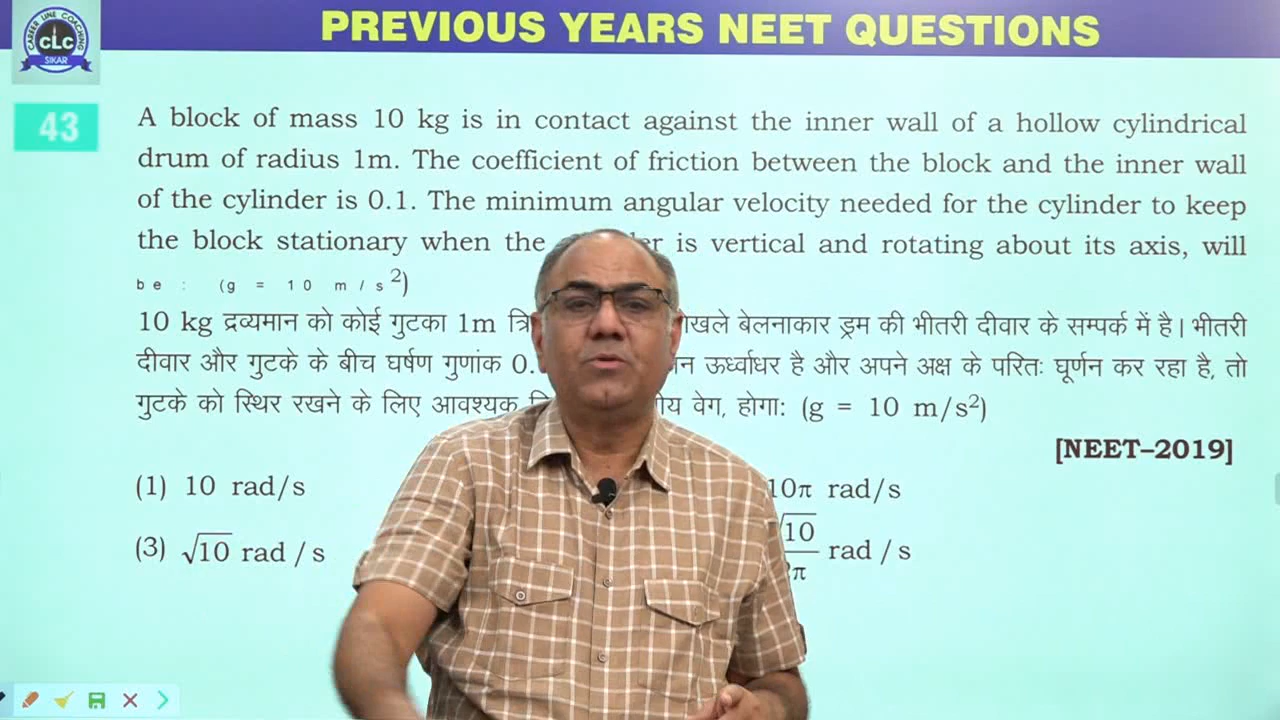 PREVIOUS YEARS NEET QUESTIONS
CAREER LINE COACHING
CLC
SIKAR
43
A block of mass 10 kg is in contact against the inner wall of a hollow cylindrical
drum of radius 1m. The coefficient of friction between the block and the inner wall
of the cylinder is 0.1. The minimum angular velocity needed for the cylinder to keep
the block stationary when the is vertical and rotating about its axis, will
be : (g = 10 m/s²)
10 kg द्रव्यमान को कोई गुटका 1m बेलनाकार ड्रम की भीतरी दीवार के सम्पर्क में है। भीतरी
दीवार और गुटके के बीच घर्षण गुणांक 0. ऊर्ध्वाधर है और अपने अक्ष के परितः घूर्णन कर रहा है, तो
गुटके को स्थिर रखने के लिए आवश्यक वेग, होगा: (g = 10 m/s²)
[NEET–2019]
(1) 10 rad/s 10π rad/s
(3) √10 rad / s √10 rad / s
π